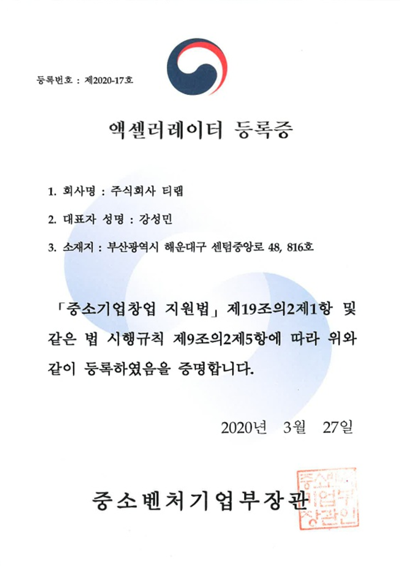 등록번호 : 제2020-17호
액셀러레이터 등록증
1. 회사명 : 주식회사 티랩
2. 대표자 성명 : 강성민
3. 소재지 : 부산광역시 해운대구 센텀중앙로 48, 816호
「중소기업창업 지원법」 제19조의2제1항 및
같은 법 시행규칙 제9조의2제5항에 따라 위와
같이 등록하였음을 증명합니다.
2020년 3월 27일
중소벤처기업부장관
중소벤처
기업부
장관인